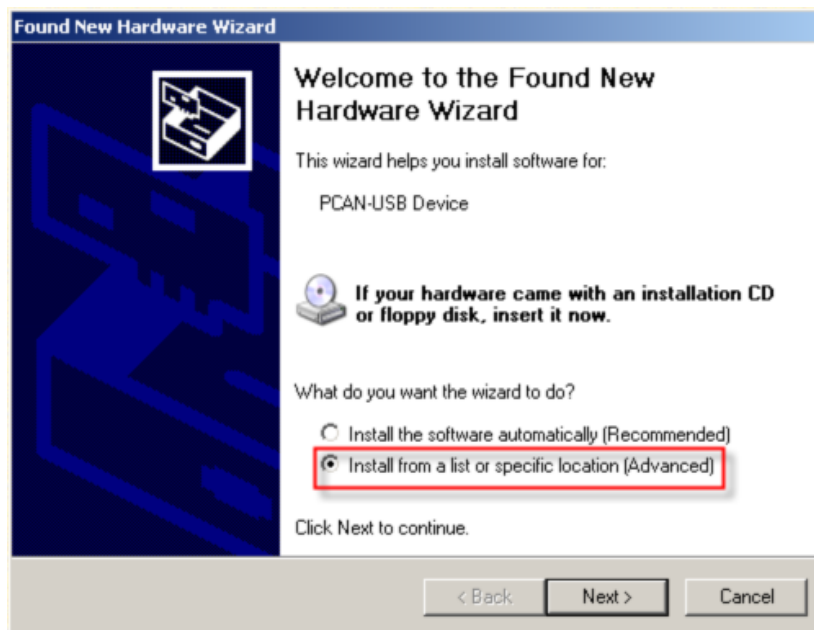 Found New Hardware Wizard
Welcome to the Found New
Hardware Wizard
This wizard helps you install software for:
PCAN-USB Device
If your hardware came with an installation CD
or floppy disk, insert it now.
What do you want the wizard to do?
Install the software automatically (Recommended)
Install from a list or specific location (Advanced)
Click Next to continue.
< Back
Next >
Cancel